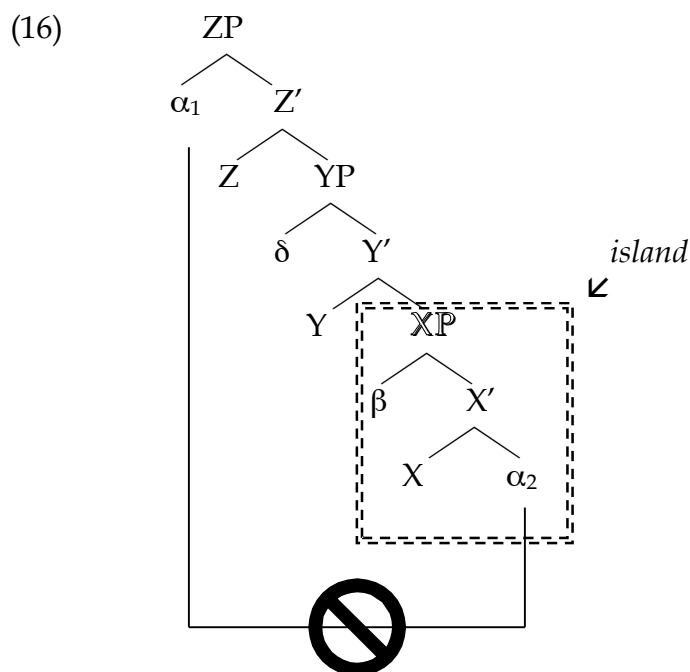 (16) ZP
α₁ Z’
Z YP
δ Y’
island
Y 𝕏ℙ
β X’
X α₂